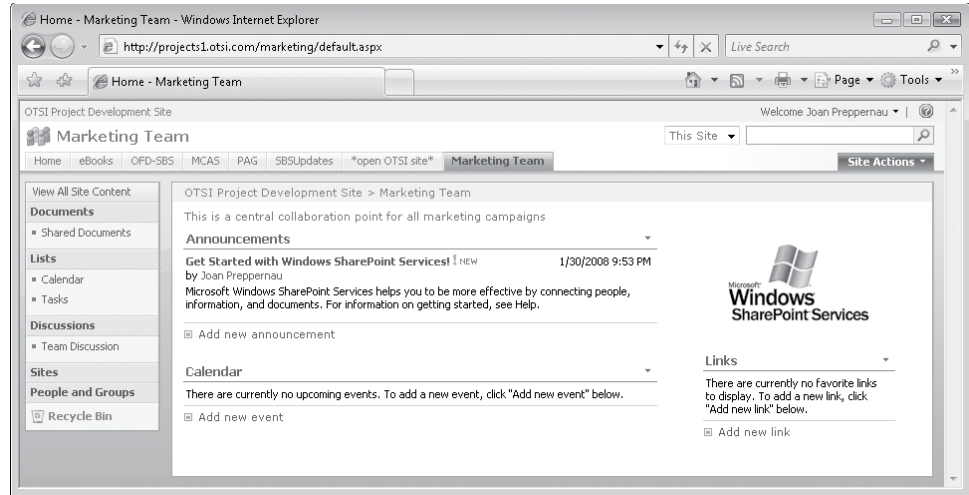 Home - Marketing Team - Windows Internet Explorer
http://projects1.otsi.com/marketing/default.aspx
Live Search
Home - Marketing Team
Page
Tools
OTSI Project Development Site
Welcome Joan Preppernau
Marketing Team
This Site
Home eBooks OFD-SBS MCAS PAG SBSUpdates *open OTSI site* Marketing Team
Site Actions
View All Site Content
Documents
Shared Documents
Lists
Calendar
Tasks
Discussions
Team Discussion
Sites
People and Groups
Recycle Bin
OTSI Project Development Site > Marketing Team
This is a central collaboration point for all marketing campaigns
Announcements
Get Started with Windows SharePoint Services! NEW 1/30/2008 9:53 PM
by Joan Preppernau
Microsoft Windows SharePoint Services helps you to be more effective by connecting people,
information, and documents. For information on getting started, see Help.
Add new announcement
Calendar
There are currently no upcoming events. To add a new event, click "Add new event" below.
Add new event
Microsoft
Windows
SharePoint Services
Links
There are currently no favorite links
to display. To add a new link, click
"Add new link" below.
Add new link